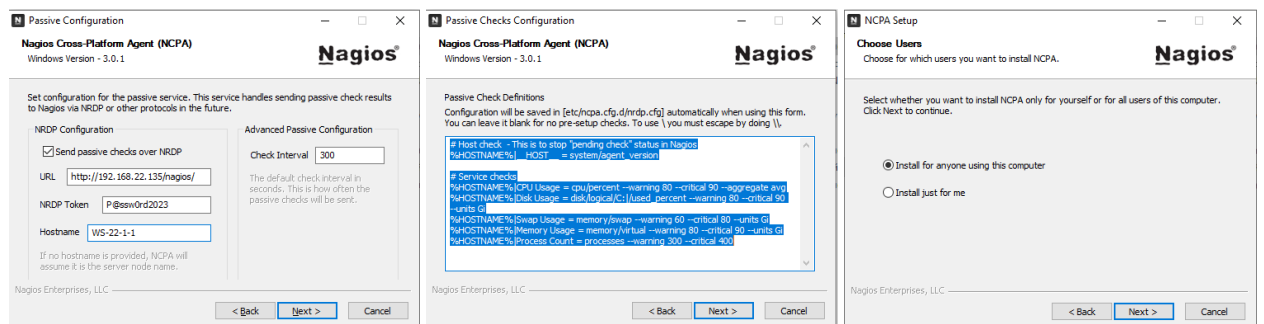 Passive Configuration
Nagios Cross-Platform Agent (NCPA)
Windows Version - 3.0.1
Nagios®
Set configuration for the passive service. This service handles sending passive check results
to Nagios via NRDP or other protocols in the future.
NRDP Configuration
Send passive checks over NRDP
URL http://192.168.22.135/nagios/
NRDP Token P@ssw0rd2023
Hostname WS-22-1-1
If no hostname is provided, NCPA will
assume it is the server node name.
Advanced Passive Configuration
Check Interval 300
The default check interval in
seconds. This is how often the
passive checks will be sent.
Nagios Enterprises, LLC
< Back Next > Cancel
Passive Checks Configuration
Nagios Cross-Platform Agent (NCPA)
Windows Version - 3.0.1
Nagios®
Passive Check Definitions
Configuration will be saved in [etc/ncpa.cfg.d/nrdp.cfg] automatically when using this form.
You can leave it blank for no pre-setup checks. To use \ you must escape by doing \\.
# Host check - This is to stop "pending check" status in Nagios
%HOSTNAME%|__HOST__ = system/agent_version
# Service checks
%HOSTNAME%|CPU Usage = cpu/percent --warning 80 --critical 90 --aggregate avg
%HOSTNAME%|Disk Usage = disk/logical/C:|/used_percent --warning 80 --critical 90
--units Gi
%HOSTNAME%|Swap Usage = memory/swap --warning 60 --critical 80 --units Gi
%HOSTNAME%|Memory Usage = memory/virtual --warning 80 --critical 90 --units Gi
%HOSTNAME%|Process Count = processes --warning 300 --critical 400
Nagios Enterprises, LLC
< Back Next > Cancel
NCPA Setup
Choose Users
Choose for which users you want to install NCPA.
Nagios®
Select whether you want to install NCPA only for yourself or for all users of this computer.
Click Next to continue.
Install for anyone using this computer
Install just for me
Nagios Enterprises, LLC
< Back Next > Cancel